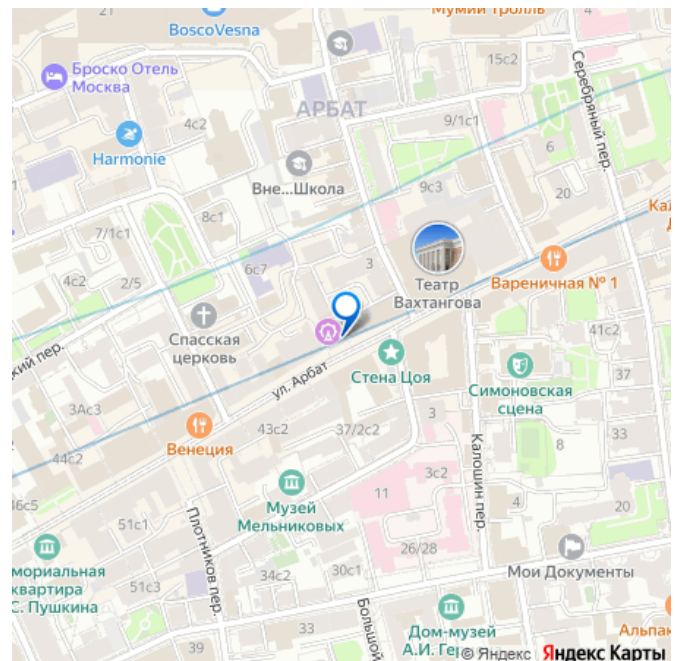 21
BoscoVesna
Мумий Тролль
4
15с2
Броско Отель
Москва
АРБАТ
Серебряный пер.
4с2
9/1с1
Harmonie
6
Вне...Школа
9с3
20
8с1
7/1с1
Театр
Вахтангова
Вареничная № 1
4с2
2/5
6с7
3
Спасская
церковь
41с2
ул. Арбат
Стена Цоя
Симоновская
сцена
37
3Ас3
Венеция
43с2
37/2с2
3
Калошин пер.
8
33
44с2
3с2
11
Музей
Мельниковых
4
20
46с5
51с1
Плотников пер.
26/28
Мои Документы
мориальная
квартира
С. Пушкина
51с3
34с2
30с1
Большой
33
39
Дом-музей
А.И. Гер
Альпак
© Яндекс
Яндекс Карты